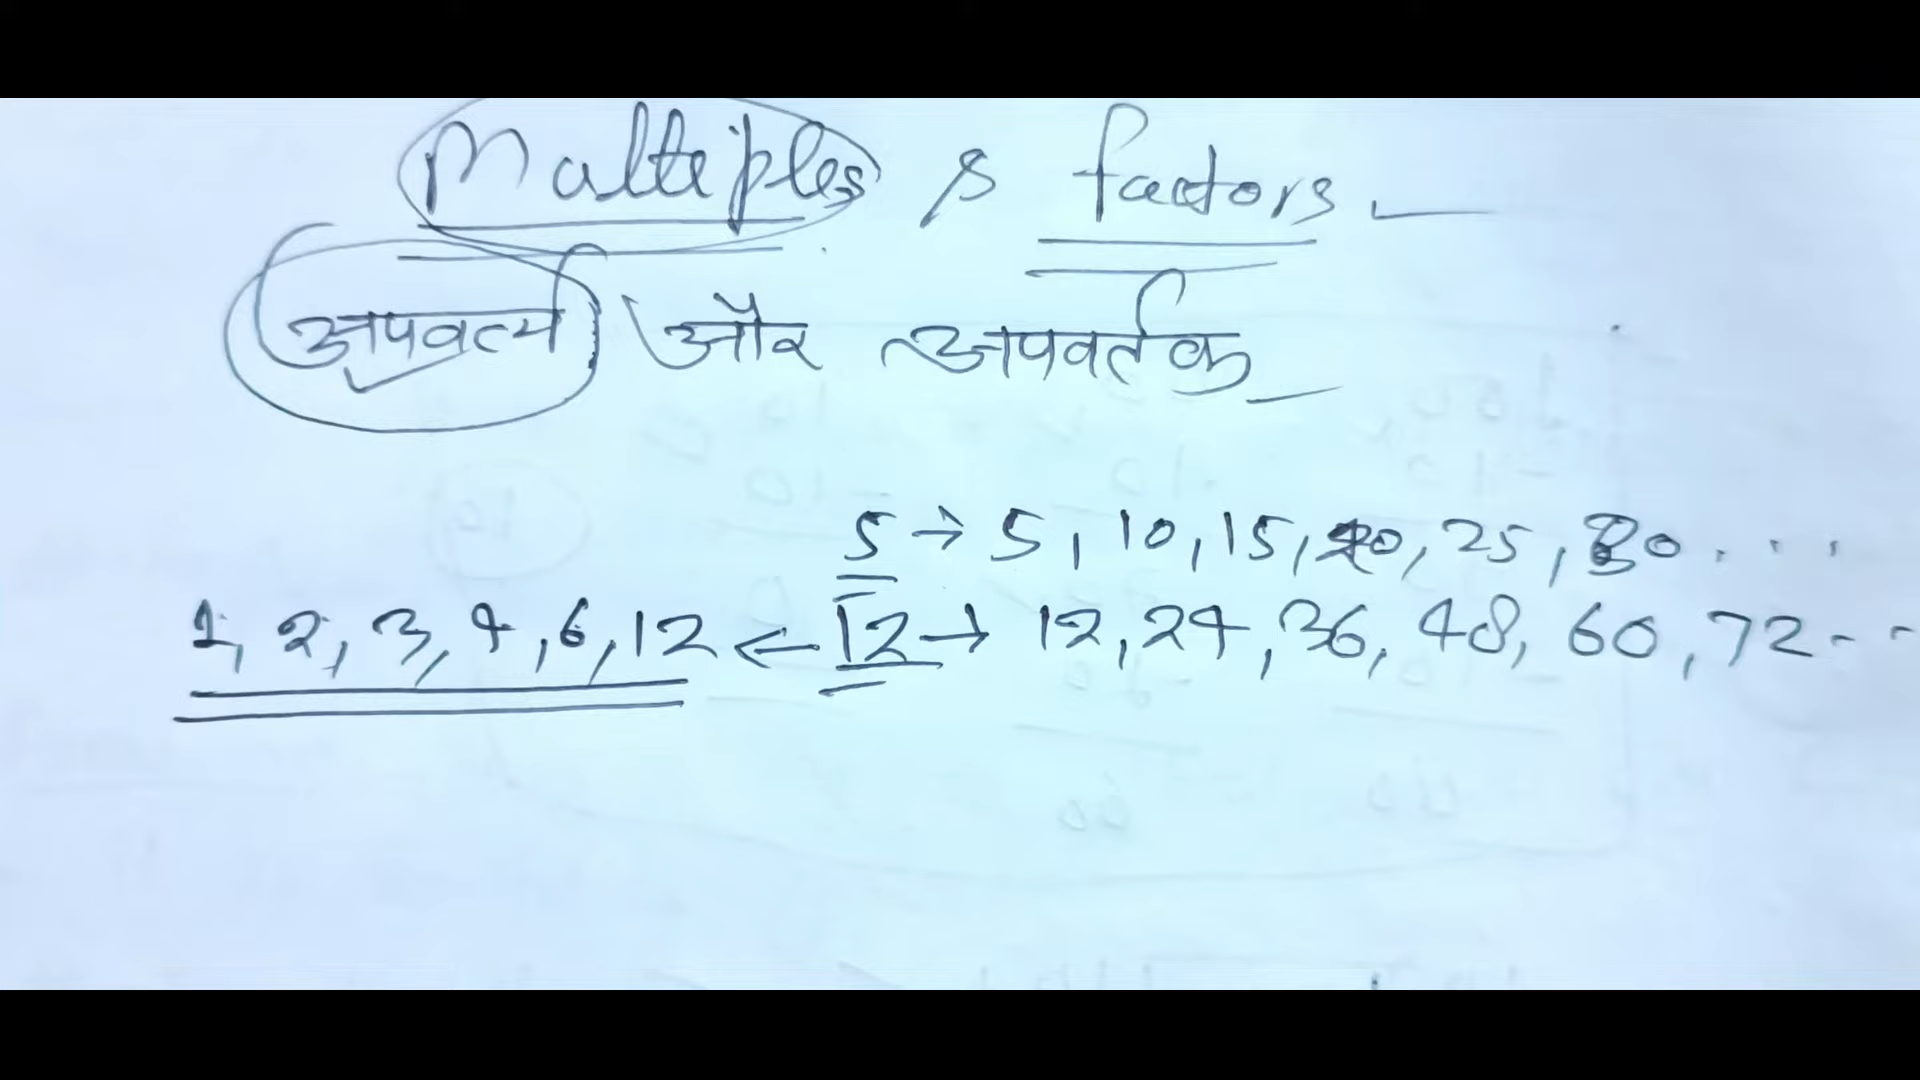 Multiples & factors
अपवर्त्य और अपवर्तक
5 → 5, 10, 15, 20, 25, 30 . . .
1, 2, 3, 4, 6, 12 ← 12 → 12, 24, 36, 48, 60, 72 - -